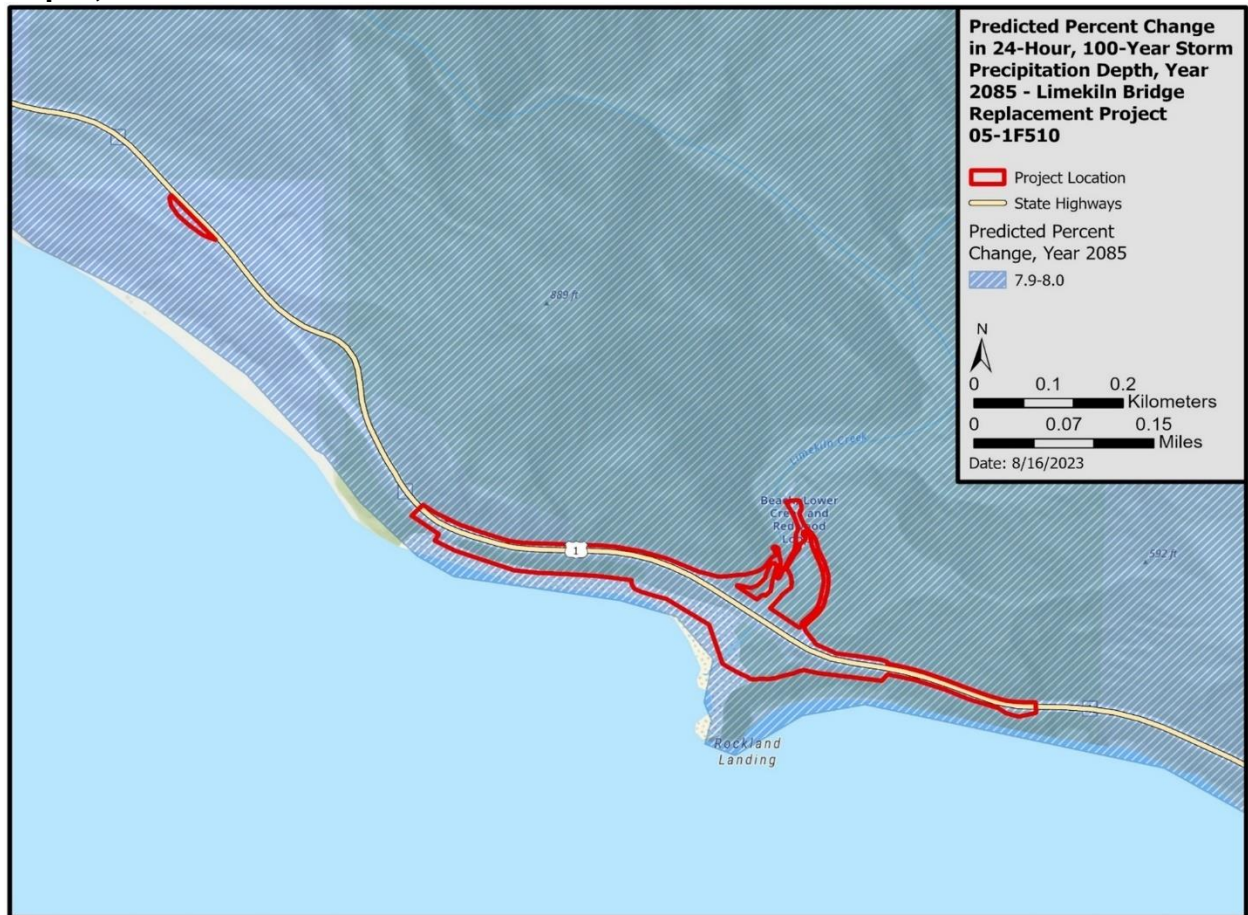 Predicted Percent Change
in 24-Hour, 100-Year Storm
Precipitation Depth, Year
2085 - Limekiln Bridge
Replacement Project
05-1F510
Project Location
State Highways
Predicted Percent
Change, Year 2085
7.9-8.0
N
0 0.1 0.2
Kilometers
0 0.07 0.15
Miles
Date: 8/16/2023
889 ft
Limekiln Creek
Lower
and
592 ft
1
Rockland
Landing